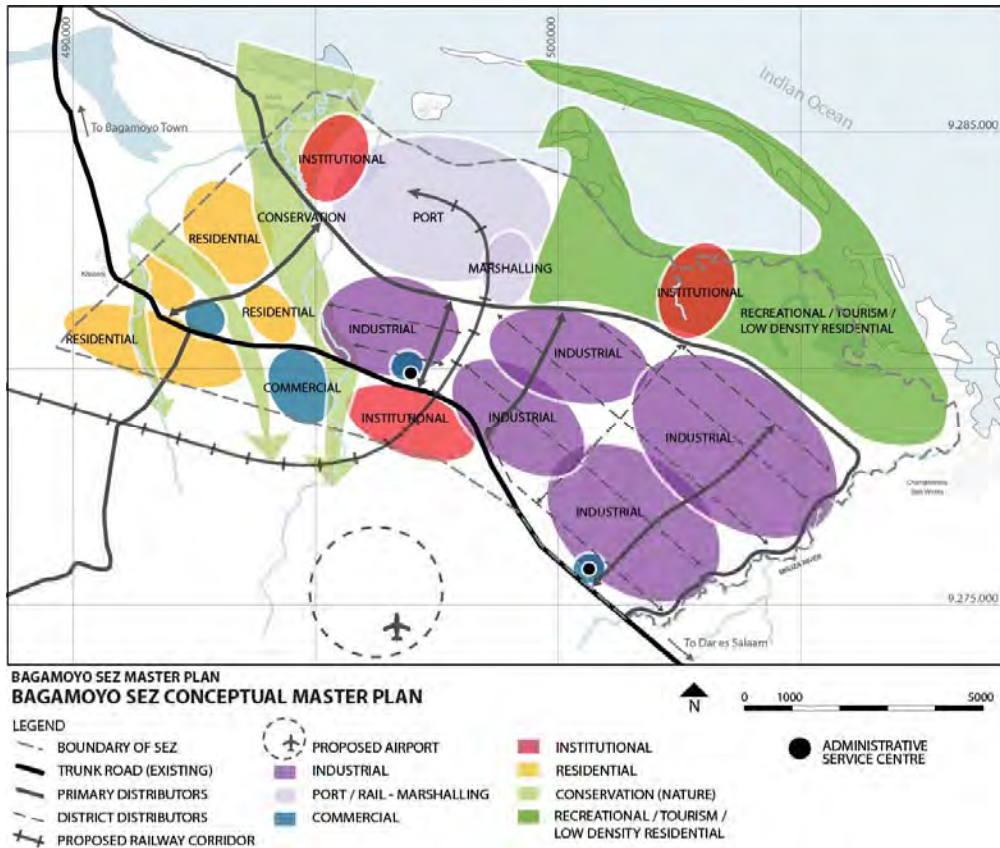 490.000
500.000
Indian Ocean
To Bagamoyo Town
9.285.000
INSTITUTIONAL
CONSERVATION
PORT
RESIDENTIAL
MARSHALLING
INSTITUTIONAL
RECREATIONAL / TOURISM /
LOW DENSITY RESIDENTIAL
RESIDENTIAL
INDUSTRIAL
RESIDENTIAL
INDUSTRIAL
COMMERCIAL
INSTITUTIONAL
INDUSTRIAL
INDUSTRIAL
INDUSTRIAL
MPIZA RIVER
9.275.000
To Dar es Salaam
BAGAMOYO SEZ MASTER PLAN
BAGAMOYO SEZ CONCEPTUAL MASTER PLAN
N
0 1000 5000
LEGEND
BOUNDARY OF SEZ
TRUNK ROAD (EXISTING)
PRIMARY DISTRIBUTORS
DISTRICT DISTRIBUTORS
PROPOSED RAILWAY CORRIDOR
PROPOSED AIRPORT
INDUSTRIAL
PORT / RAIL - MARSHALLING
COMMERCIAL
INSTITUTIONAL
RESIDENTIAL
CONSERVATION (NATURE)
RECREATIONAL / TOURISM /
LOW DENSITY RESIDENTIAL
ADMINISTRATIVE
SERVICE CENTRE